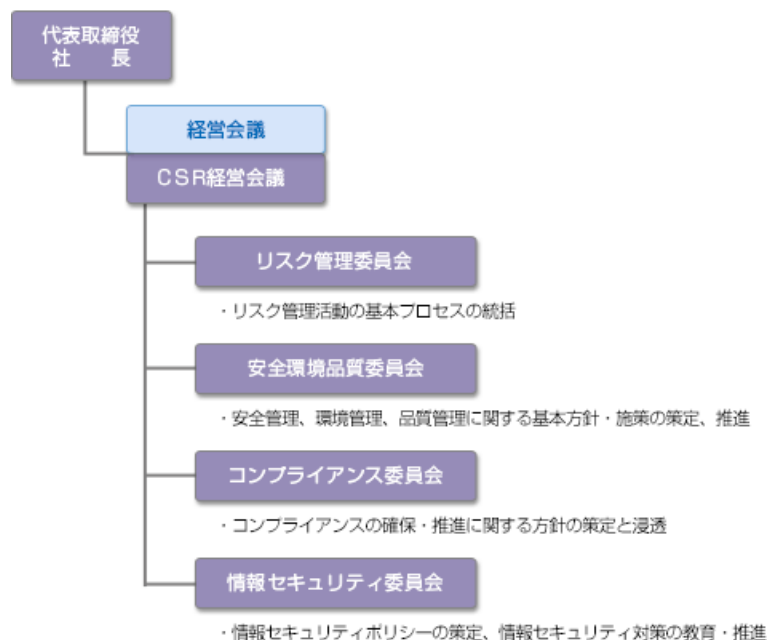 代表取締役
社　　長
経営会議
CSR経営会議
リスク管理委員会
・リスク管理活動の基本プロセスの統括
安全環境品質委員会
・安全管理、環境管理、品質管理に関する基本方針・施策の策定、推進
コンプライアンス委員会
・コンプライアンスの確保・推進に関する方針の策定と浸透
情報セキュリティ委員会
・情報セキュリティポリシーの策定、情報セキュリティ対策の教育・推進